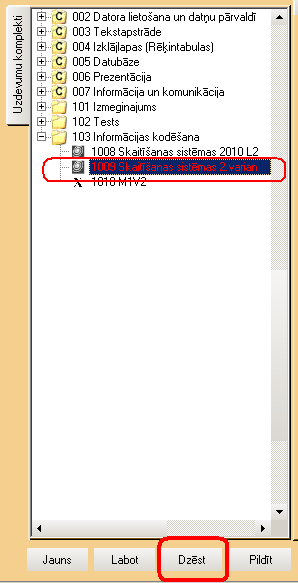 Uzdevumu komplekti
002 Datora lietošana un datņu pārvaldī
003 Tekstapstrāde
004 Izklājlapas (Rēķintabulas)
005 Datubāze
006 Prezentācija
007 Informācija un komunikācija
101 Izmeginajums
102 Tests
103 Informācijas kodēšana
1008 Skaitīšanas sistēmas 2010 L2
1009 Skaitīšanas sistēmas 2.varian
1010 M1V2
Jauns Labot Dzēst Pildīt